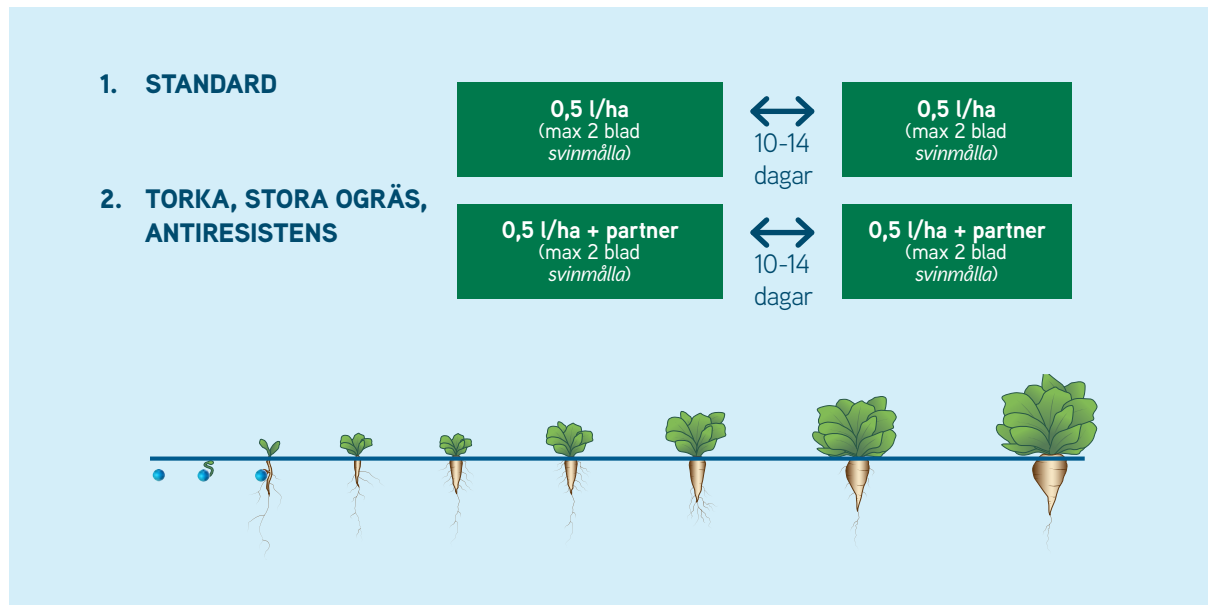 1. STANDARD
0,5 l/ha
(max 2 blad
svinmålla)
10-14
dagar
0,5 l/ha
(max 2 blad
svinmålla)
2. TORKA, STORA OGRÄS,
ANTIRESISTENS
0,5 l/ha + partner
(max 2 blad
svinmålla)
10-14
dagar
0,5 l/ha + partner
(max 2 blad
svinmålla)